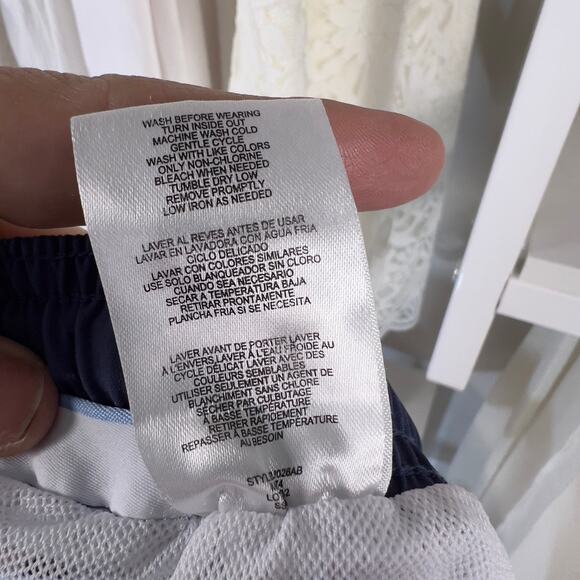 WASH BEFORE WEARING
TURN INSIDE OUT
MACHINE WASH COLD
GENTLE CYCLE
WASH WITH LIKE COLORS
ONLY NON-CHLORINE
BLEACH WHEN NEEDED
TUMBLE DRY LOW
REMOVE PROMPTLY
LOW IRON AS NEEDED
LAVER AL REVES ANTES DE USAR
LAVAR EN LAVADORA CON AGUA FRIA
CICLO DELICADO
LAVAR CON COLORES SIMILARES
USE SOLO BLANQUEADOR SIN CLORO
CUANDO SEA NECESARIO
SECAR A TEMPERATURA BAJA
RETIRAR PRONTAMENTE
PLANCHA FRIA SI SE NECESITA
LAVER AVANT DE PORTER LAVER
À L'ENVERS LAVER À L'EAU FROIDE AU
CYCLE DÉLICAT LAVER AVEC DES
COULEURS SEMBLABLES
UTILISER SEULEMENT UN AGENT DE
BLANCHIMENT SANS CHLORE
SÉCHER PAR CULBUTAGE
À BASSE TEMPÉRATURE
RETIRER RAPIDEMENT
REPASSER À BASSE TEMPÉRATURE
AU BESOIN